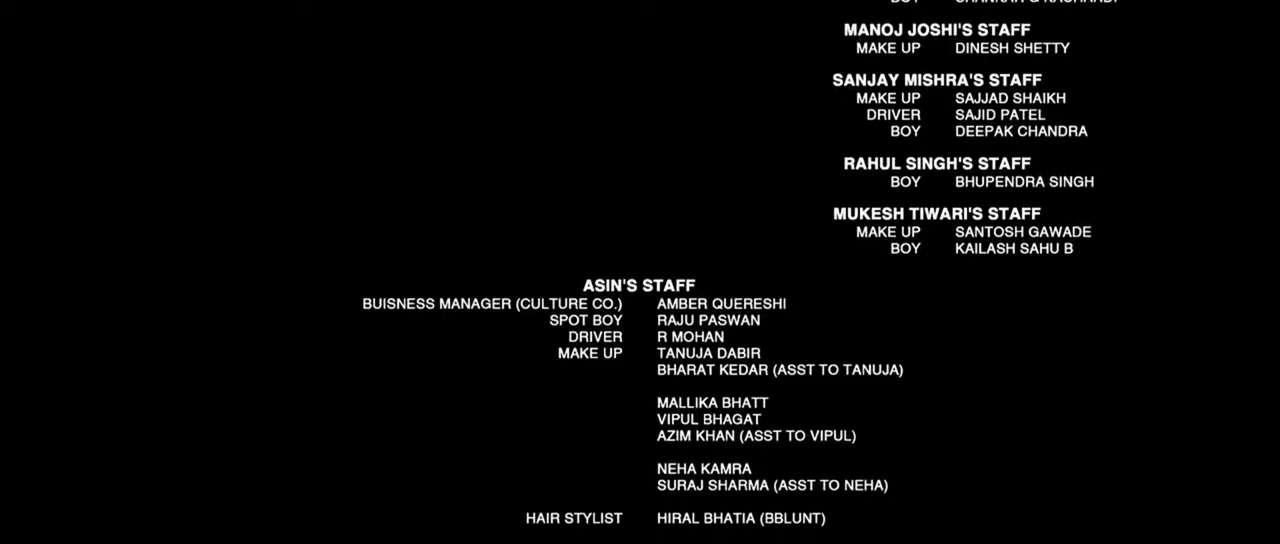 MANOJ JOSHI'S STAFF
MAKE UP DINESH SHETTY
SANJAY MISHRA'S STAFF
MAKE UP SAJJAD SHAIKH
DRIVER SAJID PATEL
BOY DEEPAK CHANDRA
RAHUL SINGH'S STAFF
BOY BHUPENDRA SINGH
MUKESH TIWARI'S STAFF
MAKE UP SANTOSH GAWADE
BOY KAILASH SAHU B
ASIN'S STAFF
BUISNESS MANAGER (CULTURE CO.) AMBER QUERESHI
SPOT BOY RAJU PASWAN
DRIVER R MOHAN
MAKE UP TANUJA DABIR
BHARAT KEDAR (ASST TO TANUJA)
MALLIKA BHATT
VIPUL BHAGAT
AZIM KHAN (ASST TO VIPUL)
NEHA KAMRA
SURAJ SHARMA (ASST TO NEHA)
HAIR STYLIST HIRAL BHATIA (BBLUNT)